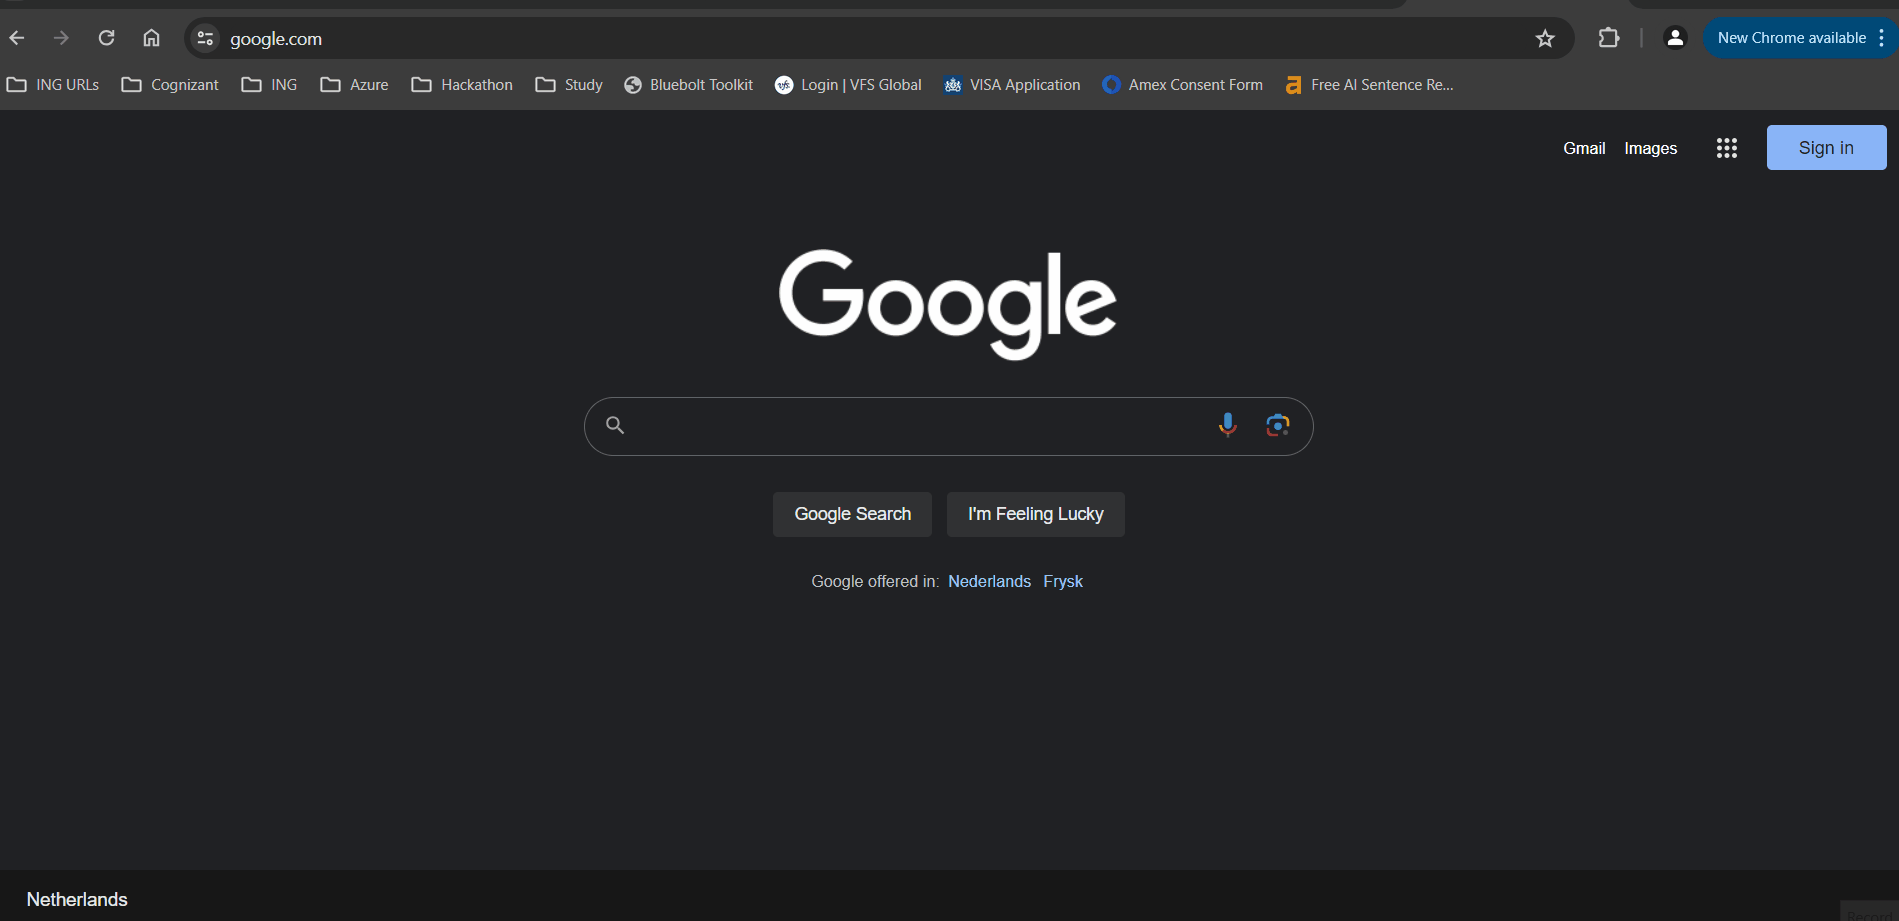 google.com
New Chrome available
ING URLs Cognizant ING Azure Hackathon Study Bluebolt Toolkit Login | VFS Global VISA Application Amex Consent Form Free AI Sentence Re...
Gmail Images Sign in
Google
Google Search I'm Feeling Lucky
Google offered in: Nederlands Frysk
Netherlands